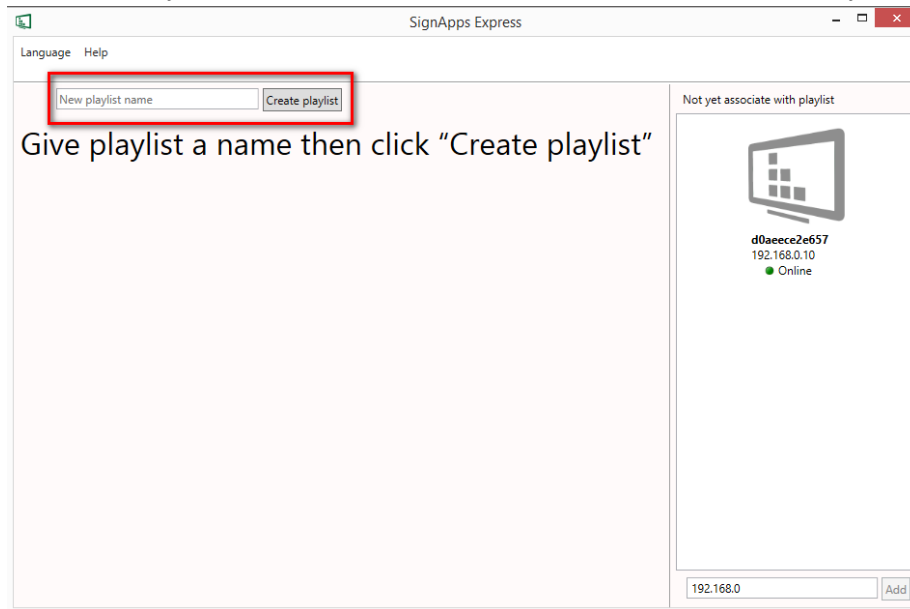 SignApps Express
Language Help
New playlist name Create playlist
Give playlist a name then click “Create playlist”
Not yet associate with playlist
d0aeece2e657
192.168.0.10
Online
192.168.0 Add